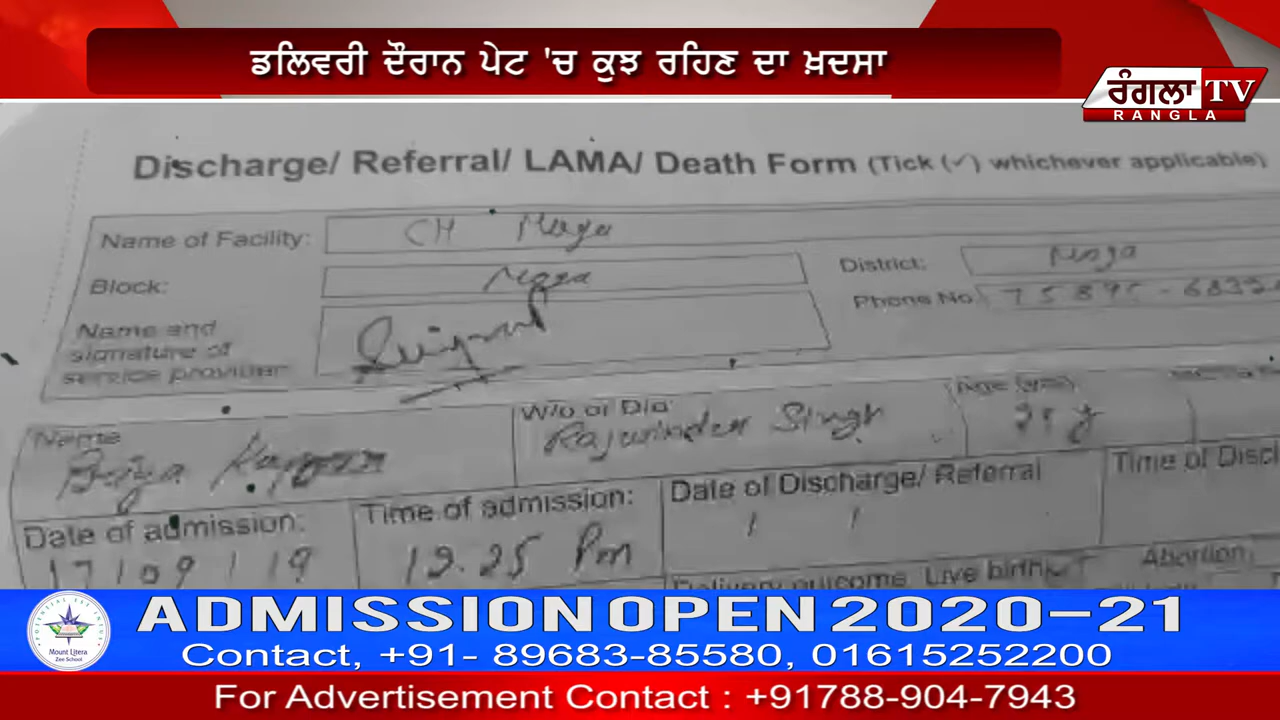 ਡਲਿਵਰੀ ਦੌਰਾਨ ਪੇਟ 'ਚ ਕੁਝ ਰਹਿਣ ਦਾ ਖ਼ਦਸਾ
ਰੰਗਲਾ TV
RANGLA
Discharge/ Referral/ LAMA/ Death Form (Tick (✓) whichever applicable)
Name of Facility: CH Moga
Block: Moga
District: Moga
Phone No.
Name and
signature of
service provider
Name
W/o or D/o: Rajwinder Singh
Age (yrs)
Priya
Date of admission: 17/09/19
Time of admission: 12.25 Pm
Date of Discharge/ Referral
/ /
Time of
Delivery outcome, Live birth
Abortion,
Mount Litera
Zee School
ADMISSION OPEN 2020-21
Contact, +91- 89683-85580, 01615252200
For Advertisement Contact : +91788-904-7943